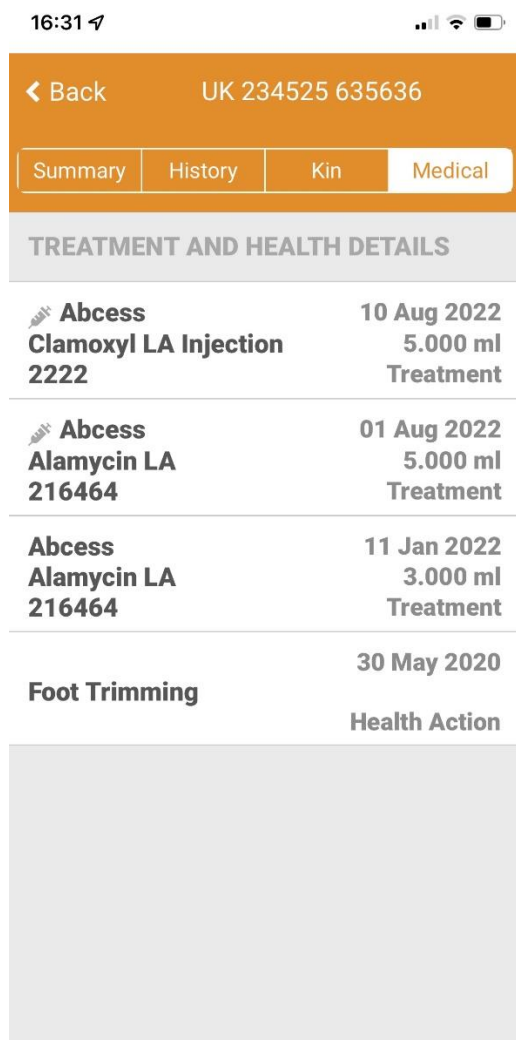 16:31
Back UK 234525 635636
Summary History Kin Medical
TREATMENT AND HEALTH DETAILS
Abcess 10 Aug 2022
Clamoxyl LA Injection 5.000 ml
2222 Treatment
Abcess 01 Aug 2022
Alamycin LA 5.000 ml
216464 Treatment
Abcess 11 Jan 2022
Alamycin LA 3.000 ml
216464 Treatment
30 May 2020
Foot Trimming
Health Action